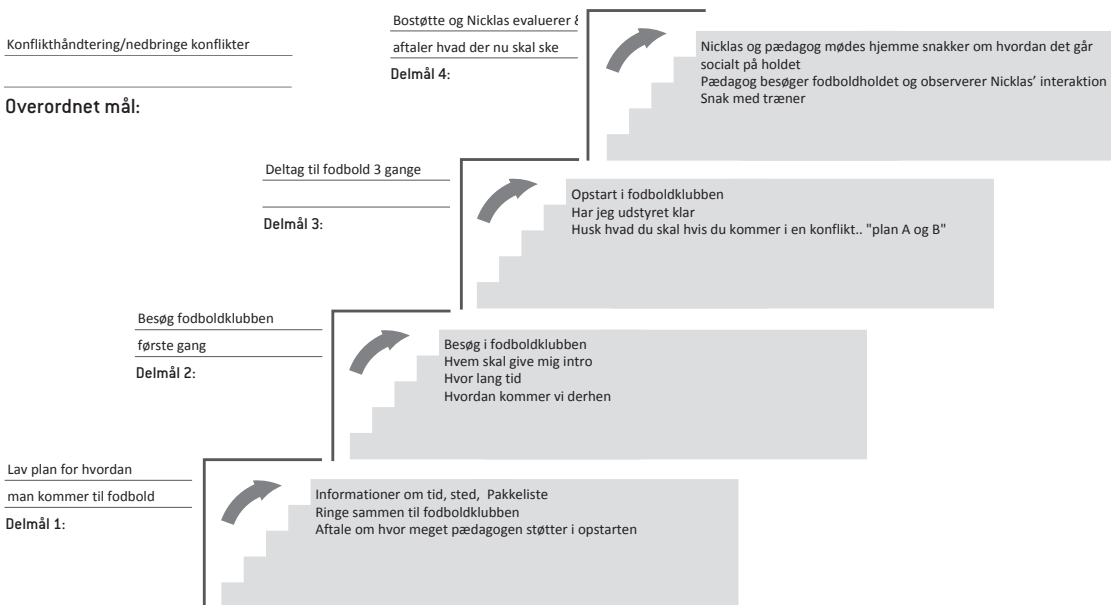 Konflikthåndtering/nedbringe konflikter
Overordnet mål:
Bostøtte og Nicklas evaluerer &
aftaler hvad der nu skal ske
Delmål 4:
Nicklas og pædagog mødes hjemme snakker om hvordan det går
socialt på holdet
Pædagog besøger fodboldholdet og observerer Nicklas’ interaktion
Snak med træner
Deltag til fodbold 3 gange
Delmål 3:
Opstart i fodboldklubben
Har jeg udstyret klar
Husk hvad du skal hvis du kommer i en konflikt.. "plan A og B"
Besøg fodboldklubben
første gang
Delmål 2:
Besøg i fodboldklubben
Hvem skal give mig intro
Hvor lang tid
Hvordan kommer vi derhen
Lav plan for hvordan
man kommer til fodbold
Delmål 1:
Informationer om tid, sted, Pakkeliste
Ringe sammen til fodboldklubben
Aftale om hvor meget pædagogen støtter i opstarten